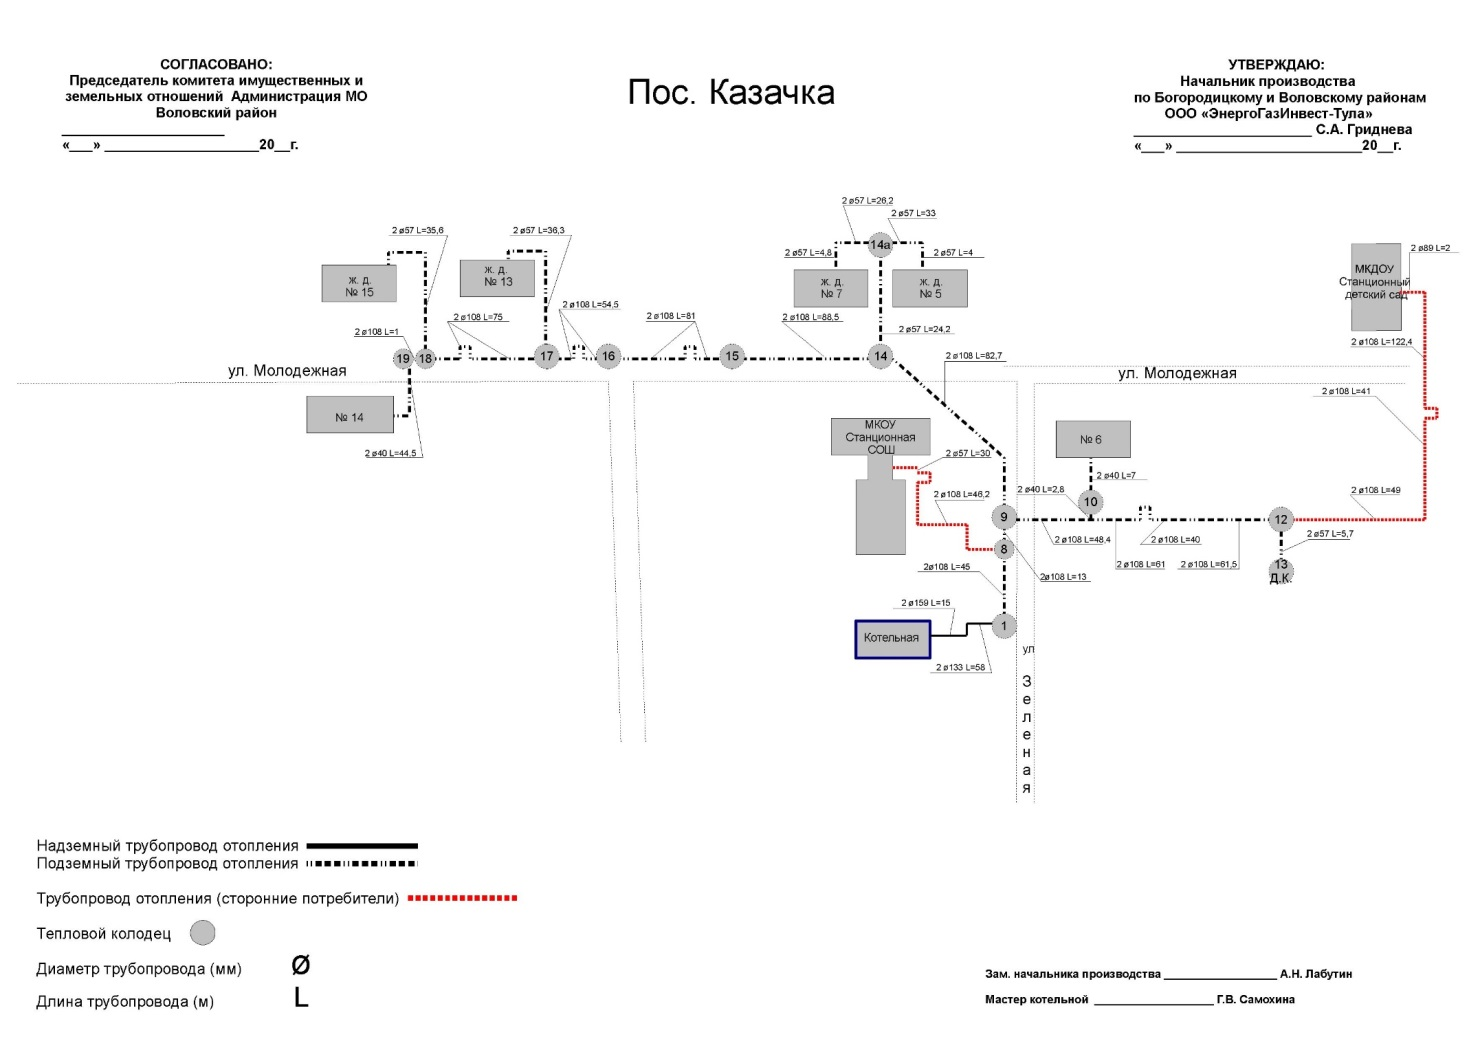 СОГЛАСОВАНО:
Председатель комитета имущественных и
земельных отношений Администрация МО
Воловский район
«___» ____________________20__г.
Пос. Казачка
УТВЕРЖДАЮ:
Начальник производства
по Богородицкому и Воловскому районам
ООО «ЭнергоГазИнвест-Тула»
_______________________ С.А. Гриднева
«___» ________________________20__г.
2 ø57 L=26,2
2 ø57 L=33
2 ø57 L=35,6
2 ø57 L=36,3
14а
2 ø57 L=4,8
2 ø57 L=4
2 ø89 L=2
ж. д.
№ 15
ж. д.
№ 13
ж. д.
№ 7
ж. д.
№ 5
МКДОУ
Станционный
детский сад
2 ø108 L=1
2 ø108 L=75
2 ø108 L=54,5
2 ø108 L=81
2 ø108 L=88,5
2 ø57 L=24,2
2 ø108 L=122,4
19
18
17
16
15
14
2 ø108 L=82,7
ул. Молодежная
ул. Молодежная
2 ø108 L=41
№ 14
МКОУ
Станционная
СОШ
№ 6
2 ø40 L=44,5
2 ø57 L=30
2 ø40 L=7
2 ø108 L=46,2
2 ø40 L=2,8
2 ø108 L=49
10
9
12
8
2 ø108 L=48,4
2 ø108 L=40
2 ø57 L=5,7
2 ø108 L=61
2 ø108 L=61,5
13
Д.К.
2ø108 L=45
2ø108 L=13
2 ø159 L=15
1
Котельная
2 ø133 L=58
ул
З
е
л
е
н
а
я
Надземный трубопровод отопления
Подземный трубопровод отопления
Трубопровод отопления (сторонние потребители)
Тепловой колодец
Диаметр трубопровода (мм) Ø
Длина трубопровода (м) L
Зам. начальника производства _________________ А.Н. Лабутин
Мастер котельной __________________ Г.В. Самохина